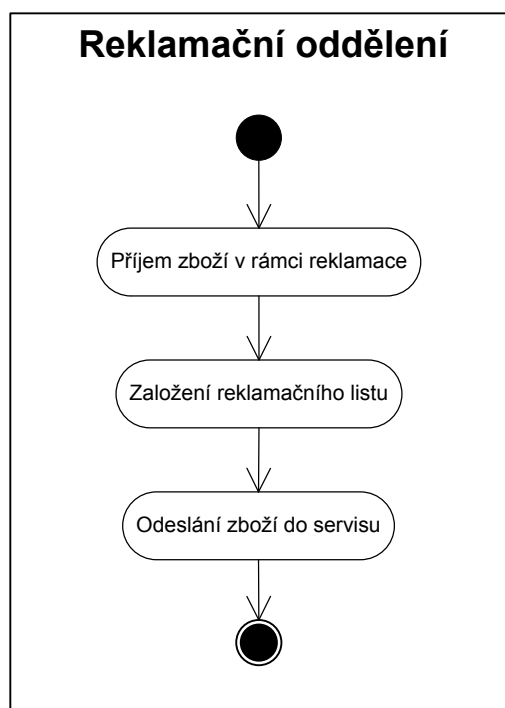 Reklamační oddělení
Příjem zboží v rámci reklamace
Založení reklamačního listu
Odeslání zboží do servisu